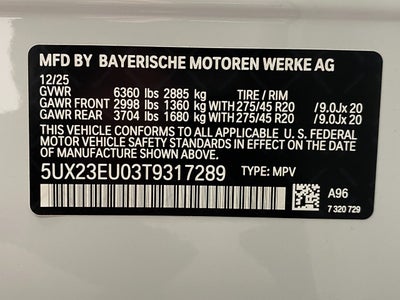 MFD BY BAYERISCHE MOTOREN WERKE AG
12/25
GVWR 6360 lbs 2885 kg TIRE / RIM
GAWR FRONT 2998 lbs 1360 kg WITH 275/45 R20 /9.0Jx 20
GAWR REAR 3704 lbs 1680 kg WITH 275/45 R20 /9.0Jx 20
THIS VEHICLE CONFORMS TO ALL APPLICABLE U. S. FEDERAL
MOTOR VEHICLE SAFETY STANDARDS IN EFFECT ON THE DATE
OF MANUFACTURE SHOWN ABOVE.
5UX23EU03T9317289 TYPE: MPV
A96
7 320 729